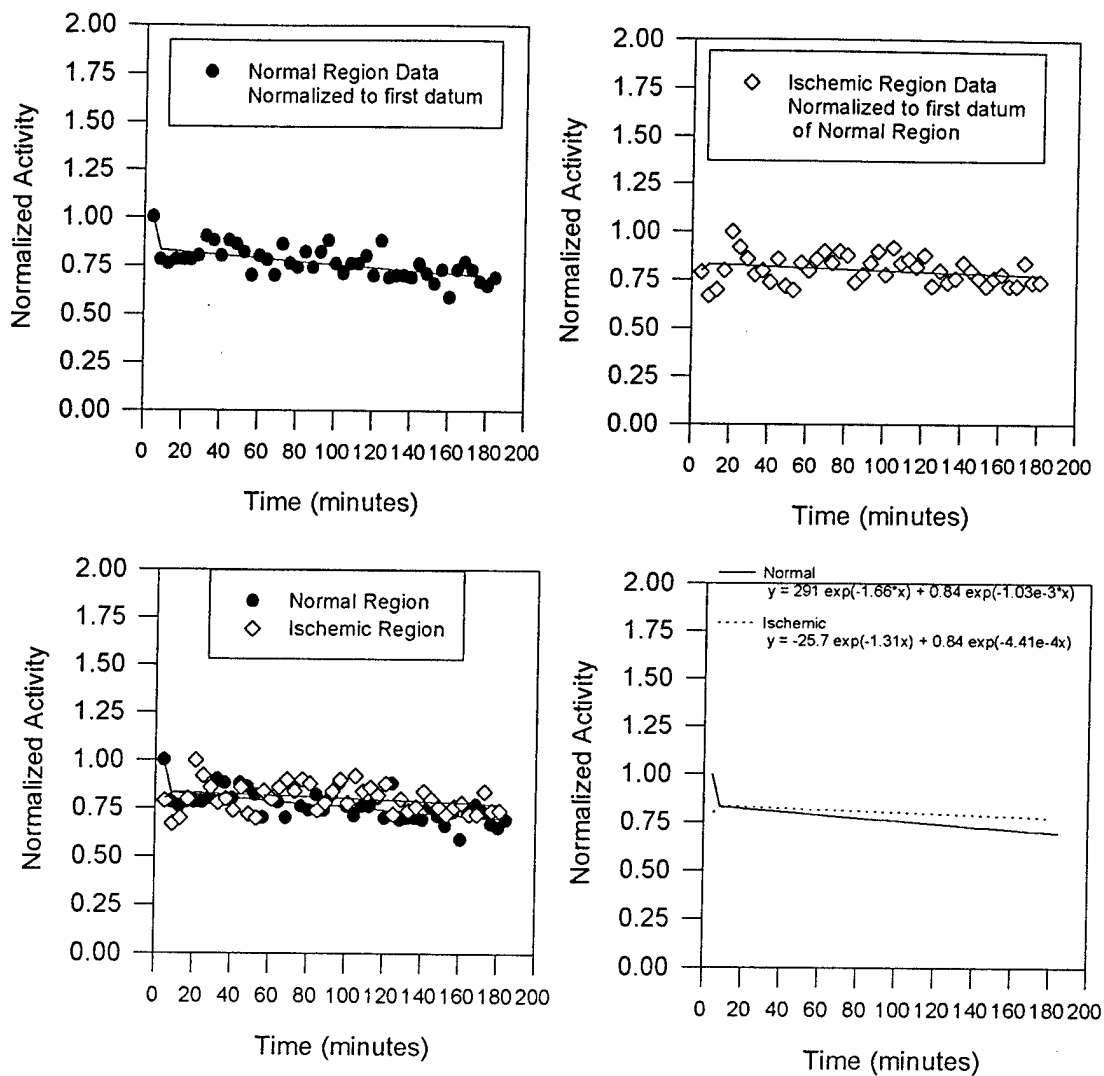 2.00
1.75
1.50
1.25
1.00
0.75
0.50
0.25
0.00
Normalized Activity
Normal Region Data
Normalized to first datum
0 20 40 60 80 100 120 140 160 180 200
Time (minutes)
2.00
1.75
1.50
1.25
1.00
0.75
0.50
0.25
0.00
Normalized Activity
Ischemic Region Data
Normalized to first datum
of Normal Region
0 20 40 60 80 100 120 140 160 180 200
Time (minutes)
2.00
1.75
1.50
1.25
1.00
0.75
0.50
0.25
0.00
Normalized Activity
Normal Region
Ischemic Region
0 20 40 60 80 100 120 140 160 180 200
Time (minutes)
2.00
1.75
1.50
1.25
1.00
0.75
0.50
0.25
0.00
Normalized Activity
Normal
y = 291 exp(-1.66*x) + 0.84 exp(-1.03e-3*x)
Ischemic
y = -25.7 exp(-1.31x) + 0.84 exp(-4.41e-4x)
0 20 40 60 80 100 120 140 160 180 200
Time (minutes)